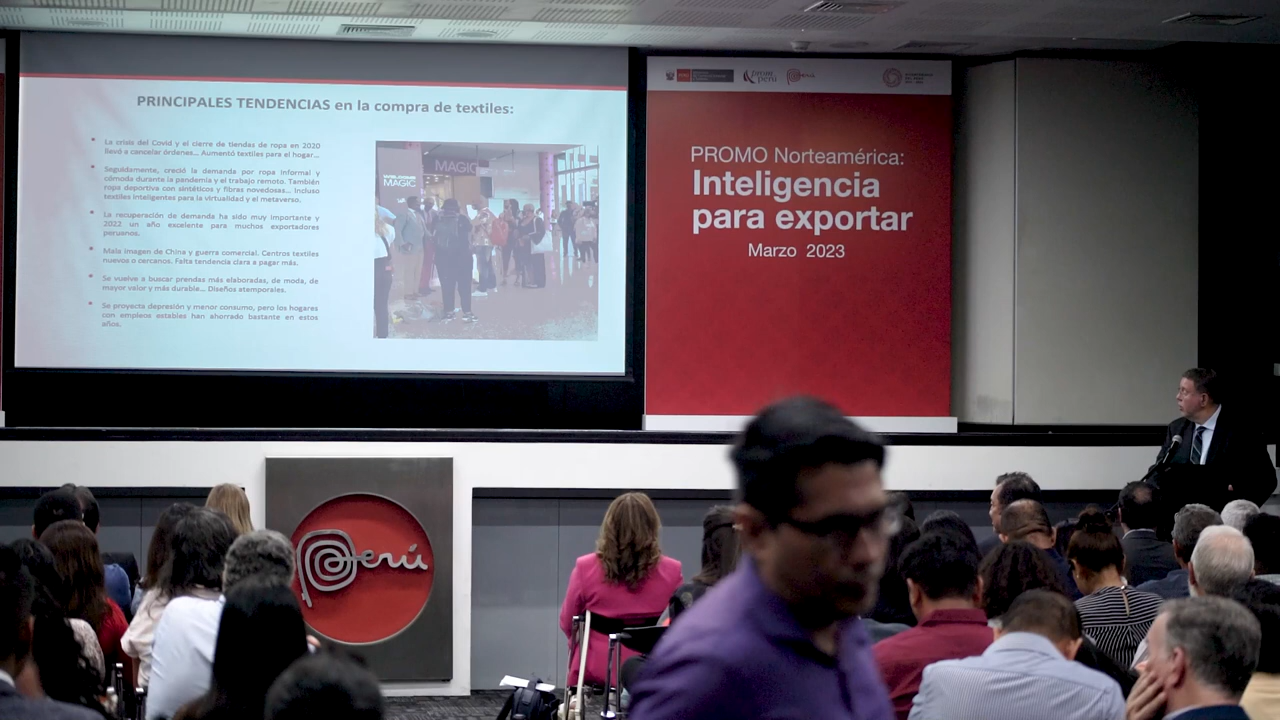 PRINCIPALES TENDENCIAS en la compra de textiles:
La crisis del Covid y el cierre de tiendas de ropa en 2020
llevó a cancelar órdenes... Aumentó textiles para el hogar...
Seguidamente, creció la demanda por ropa informal y
cómoda durante la pandemia y el trabajo remoto. También
ropa deportiva con sintéticos y fibras novedosas... Incluso
textiles inteligentes para la virtualidad y el metaverso.
La recuperación de demanda ha sido muy importante y
2022 un año excelente para muchos exportadores
peruanos.
Mala imagen de China y guerra comercial. Centros textiles
nuevos o cercanos. Falta tendencia clara a pagar más.
Se vuelve a buscar prendas más elaboradas, de moda, de
mayor valor y más durable... Diseños atemporales.
Se proyecta depresión y menor consumo, pero los hogares
con empleos estables han ahorrado bastante en estos
años.
MAGIC
MAGIC
PERÚ
prom
perú
PROMO Norteamérica:
Inteligencia
para exportar
Marzo 2023
Perú